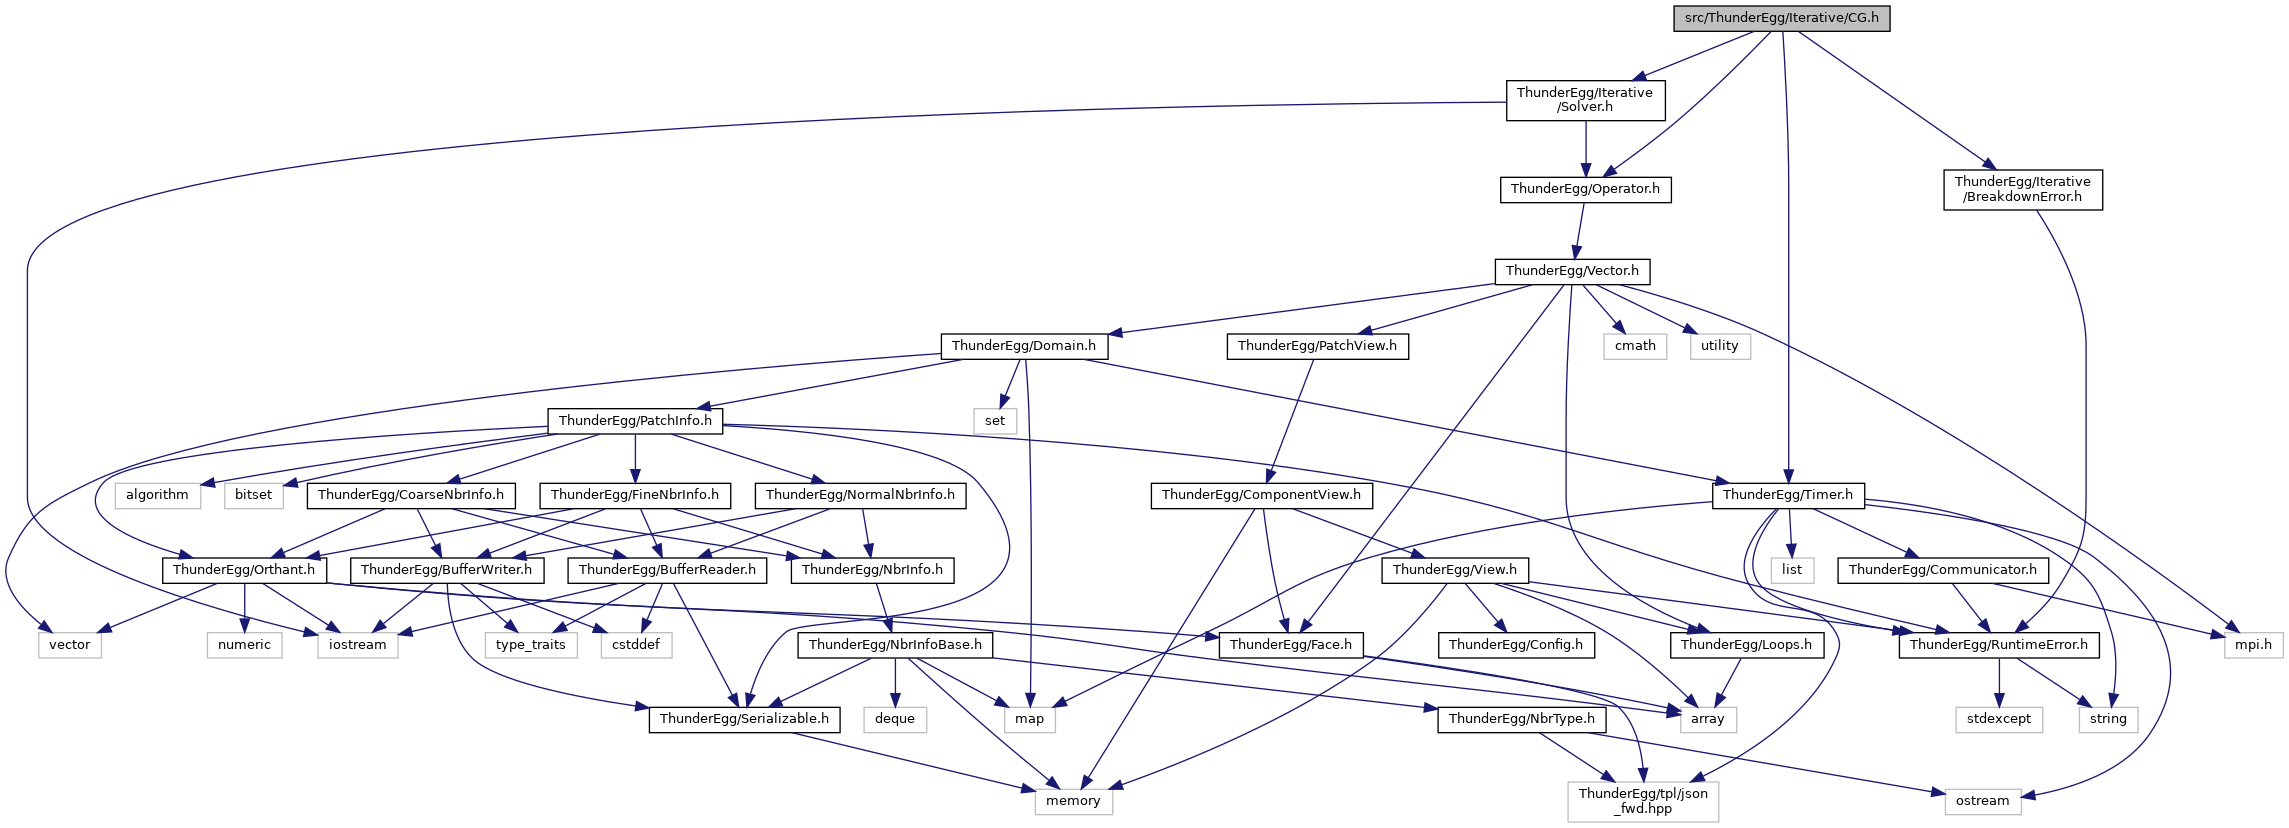 src/ThunderEgg/Iterative/CG.h
ThunderEgg/Iterative
/Solver.h
ThunderEgg/Operator.h
ThunderEgg/Iterative
/BreakdownError.h
ThunderEgg/Vector.h
ThunderEgg/Domain.h
ThunderEgg/PatchView.h
cmath
utility
ThunderEgg/PatchInfo.h
set
algorithm
bitset
ThunderEgg/CoarseNbrInfo.h
ThunderEgg/FineNbrInfo.h
ThunderEgg/NormalNbrInfo.h
ThunderEgg/ComponentView.h
ThunderEgg/Timer.h
ThunderEgg/Orthant.h
ThunderEgg/BufferWriter.h
ThunderEgg/BufferReader.h
ThunderEgg/NbrInfo.h
ThunderEgg/View.h
list
ThunderEgg/Communicator.h
vector
numeric
iostream
type_traits
cstddef
ThunderEgg/NbrInfoBase.h
ThunderEgg/Face.h
ThunderEgg/Config.h
ThunderEgg/Loops.h
ThunderEgg/RuntimeError.h
mpi.h
ThunderEgg/Serializable.h
deque
map
ThunderEgg/NbrType.h
array
stdexcept
string
memory
ThunderEgg/tpl/json
_fwd.hpp
ostream